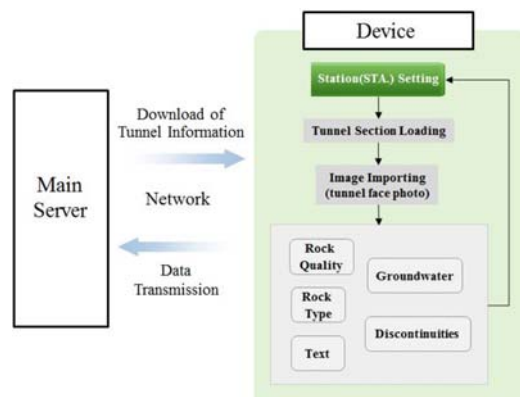 Device
Station(STA.) Setting
Tunnel Section Loading
Image Importing
(tunnel face photo)
Rock
Quality
Groundwater
Rock
Type
Discontinuities
Text
Main
Server
Download of
Tunnel Information
Network
Data
Transmission